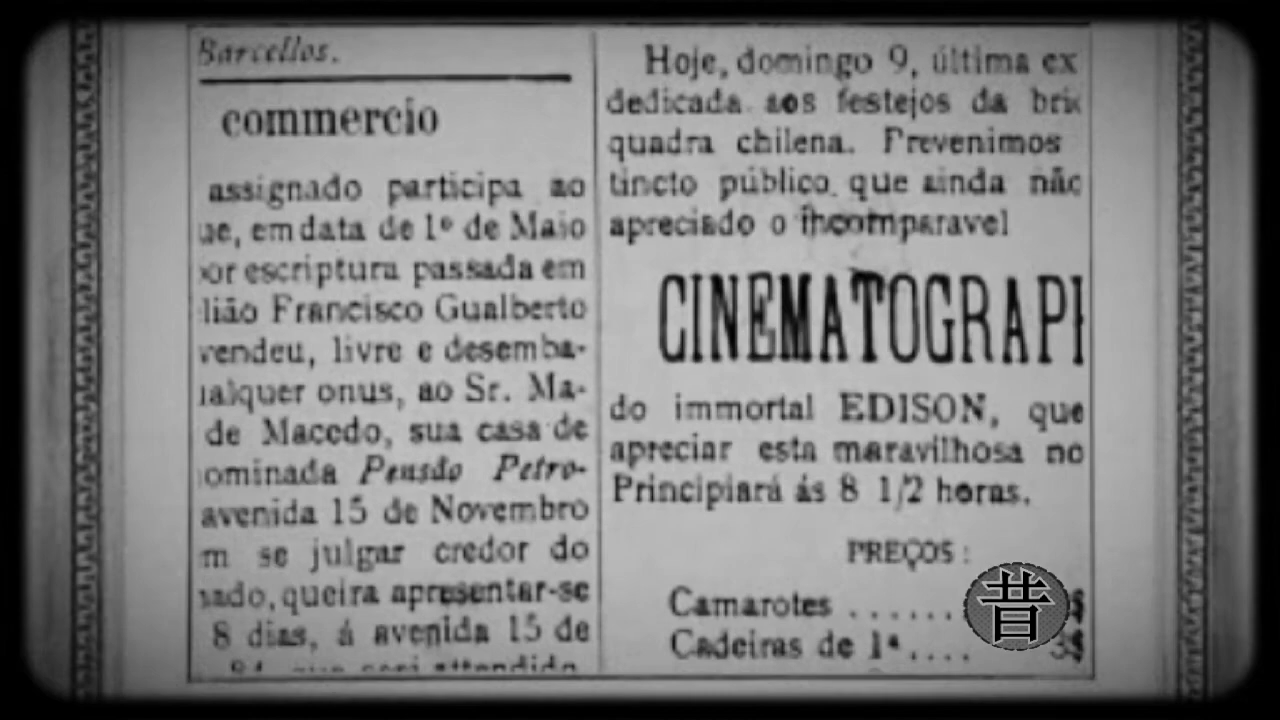 Barcellos.
commercio
assignado participa ao
ue, em data de 1º de Maio
or escriptura passada em
lião Francisco Gualberto
vendeu, livre e desemba-
alquer onus, ao Sr. Ma-
de Macedo, sua casa de
ominada Pensão Petro-
avenida 15 de Novembro
m se julgar credor do
nado, queira apresentar-se
8 dias, á avenida 15 de
Hoje, domingo 9, última ex
dedicada aos festejos da bri
quadra chilena. Prevenimos
tincto público que ainda não
apreciado o incomparavel
CINEMATOGRAPH
do immortal EDISON, que
apreciar esta maravilhosa no
Principiará ás 8 1/2 horas.
PREÇOS:
Camarotes ...... $
Cadeiras de 1ª.... 3$
昔